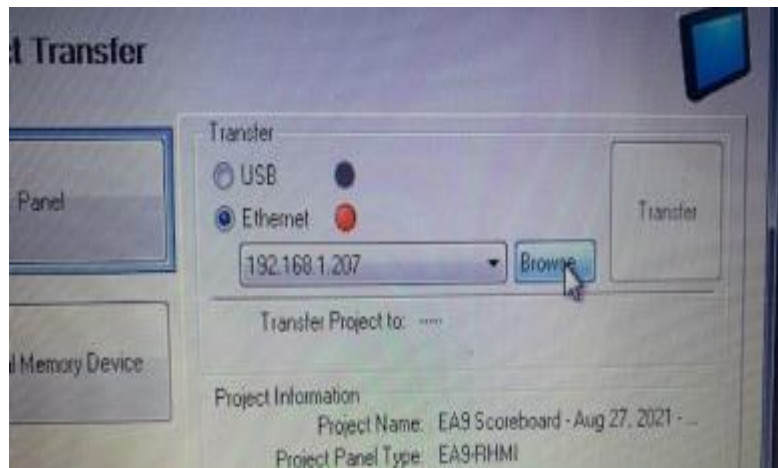 t Transfer
Transfer
USB
Panel
Ethernet
Transfer
192.168.1.207
Browse...
Transfer Project to: -----
l Memory Device
Project Information
Project Name: EA9 Scoreboard - Aug 27, 2021 - ...
Project Panel Type: EA9-RHMI